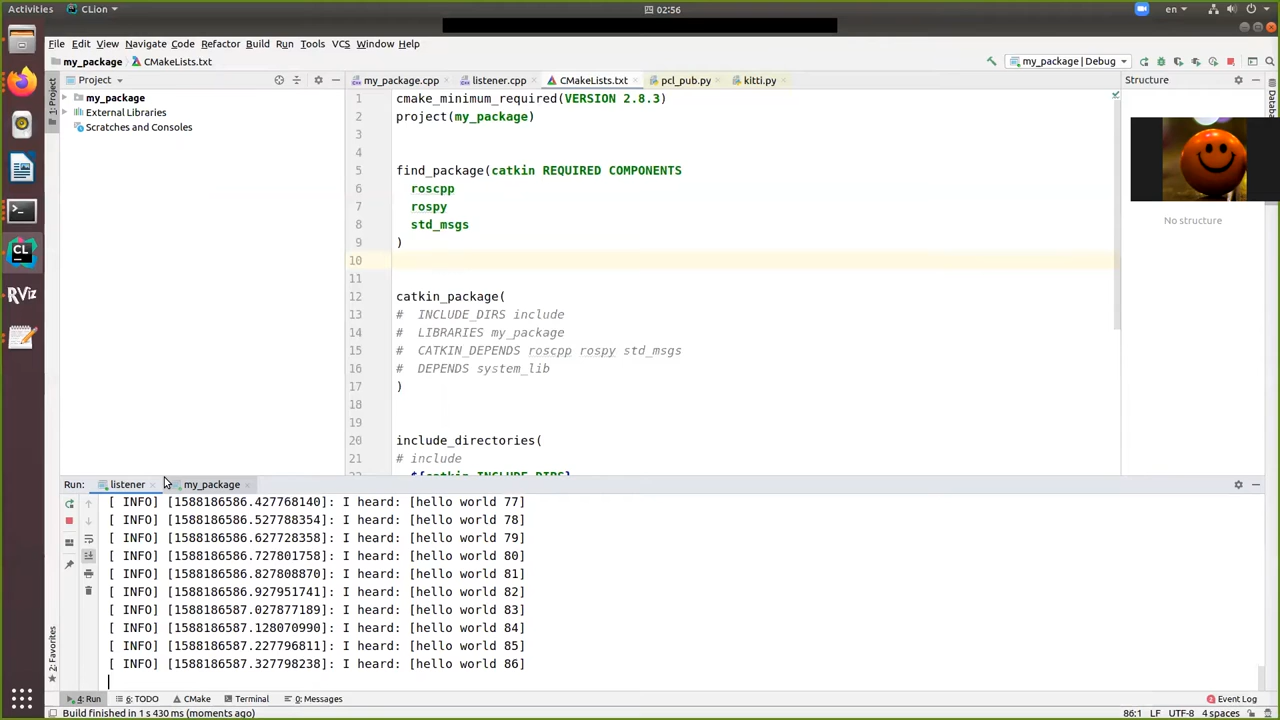 Activities
CLion
02:56
en
File Edit View Navigate Code Refactor Build Run Tools VCS Window Help
my_package
CMakeLists.txt
my_package | Debug
Project
my_package.cpp
listener.cpp
CMakeLists.txt
pcl_pub.py
kitti.py
Structure
1: Project
Database
my_package
External Libraries
Scratches and Consoles
1 cmake_minimum_required(VERSION 2.8.3)
2 project(my_package)
3
4
5 find_package(catkin REQUIRED COMPONENTS
6 roscpp
7 rospy
8 std_msgs
9 )
10
11
12 catkin_package(
13 # INCLUDE_DIRS include
14 # LIBRARIES my_package
15 # CATKIN_DEPENDS roscpp rospy std_msgs
16 # DEPENDS system_lib
17 )
18
19
20 include_directories(
21 # include
${catkin_INCLUDE_DIRS}
No structure
CL
RViz
Run:
listener
my_package
[ INFO] [1588186586.427768140]: I heard: [hello world 77]
[ INFO] [1588186586.527788354]: I heard: [hello world 78]
[ INFO] [1588186586.627728358]: I heard: [hello world 79]
[ INFO] [1588186586.727801758]: I heard: [hello world 80]
[ INFO] [1588186586.827808870]: I heard: [hello world 81]
[ INFO] [1588186586.927951741]: I heard: [hello world 82]
[ INFO] [1588186587.027877189]: I heard: [hello world 83]
[ INFO] [1588186587.128070990]: I heard: [hello world 84]
[ INFO] [1588186587.227796811]: I heard: [hello world 85]
[ INFO] [1588186587.327798238]: I heard: [hello world 86]
2: Favorites
4: Run
6: TODO
CMake
Terminal
0: Messages
Event Log
Build finished in 1 s 430 ms (moments ago)
86:1 LF UTF-8 4 spaces